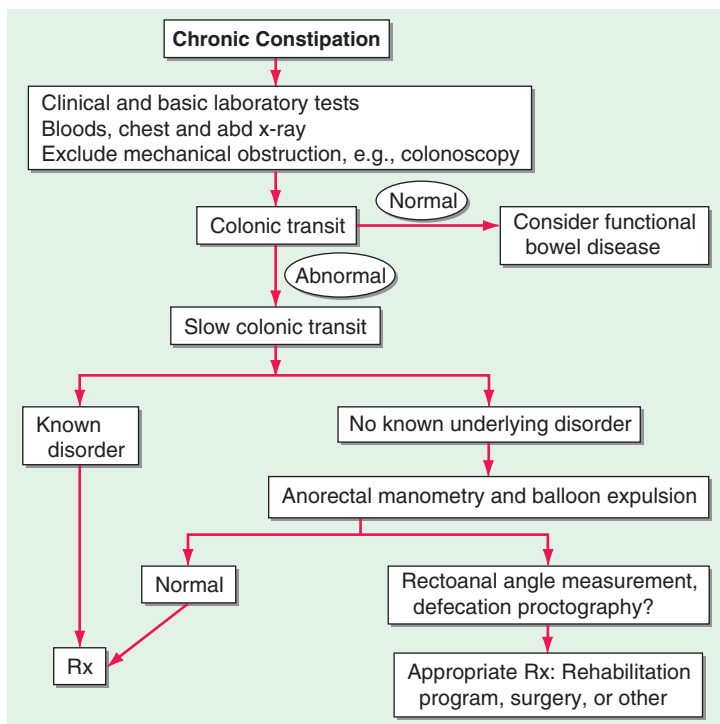 Chronic Constipation
Clinical and basic laboratory tests
Bloods, chest and abd x-ray
Exclude mechanical obstruction, e.g., colonoscopy
Normal
Colonic transit
Consider functional
bowel disease
Abnormal
Slow colonic transit
Known
disorder
No known underlying disorder
Anorectal manometry and balloon expulsion
Normal
Rectoanal angle measurement,
defecation proctography?
Rx
Appropriate Rx: Rehabilitation
program, surgery, or other